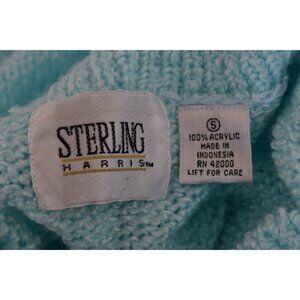 STERLING
HARRIS™
S
100% ACRYLIC
MADE IN
INDONESIA
RN 42000
LIFT FOR CARE